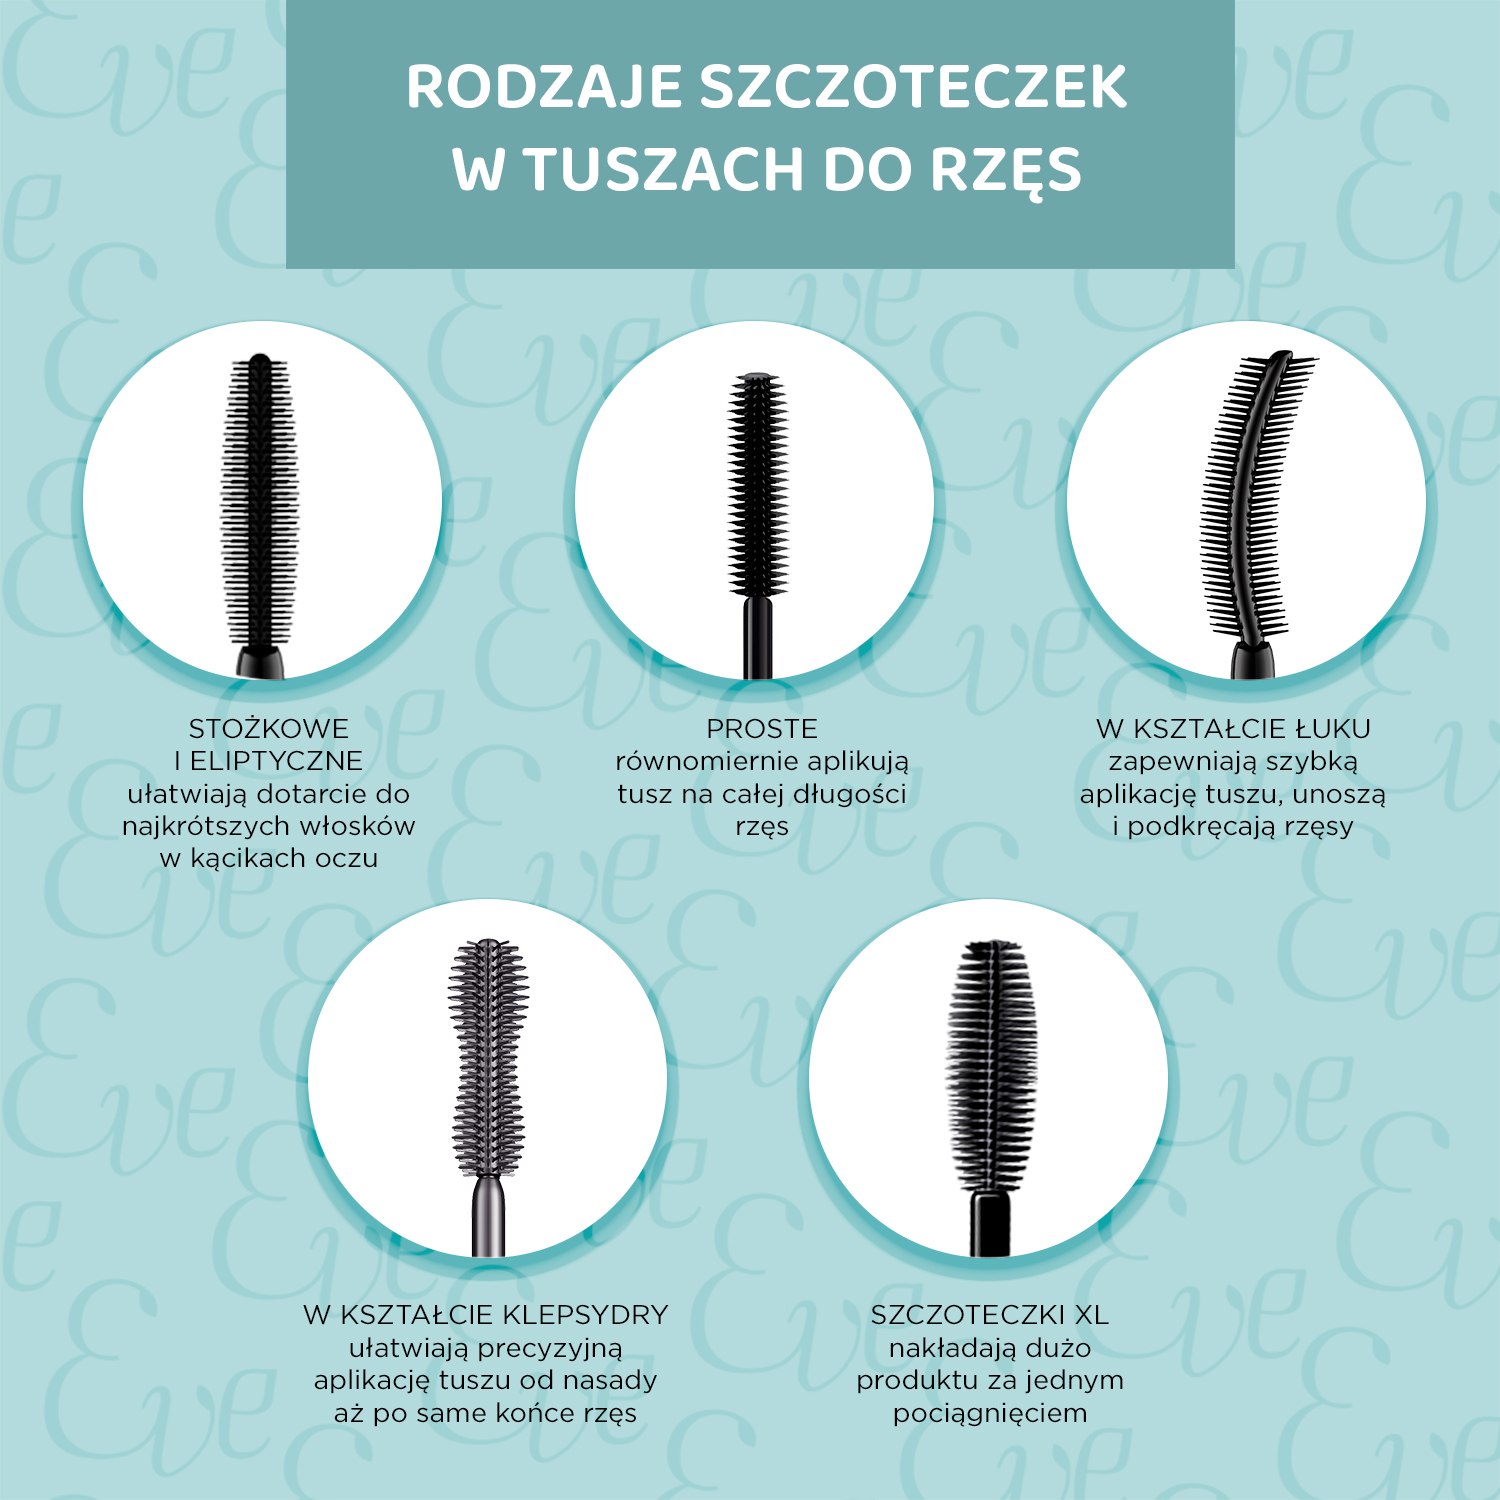 RODZAJE SZCZOTECZEK
W TUSZACH DO RZĘS
STOŻKOWE
I ELIPTYCZNE
ułatwiają dotarcie do
najkrótszych włosków
w kącikach oczu
PROSTE
równomiernie aplikują
tusz na całej długości
rzęs
W KSZTAŁCIE ŁUKU
zapewniają szybką
aplikację tuszu, unoszą
i podkręcają rzęsy
W KSZTAŁCIE KLEPSYDRY
ułatwiają precyzyjną
aplikację tuszu od nasady
aż po same końce rzęs
SZCZOTECZKI XL
nakładają dużo
produktu za jednym
pociągnięciem